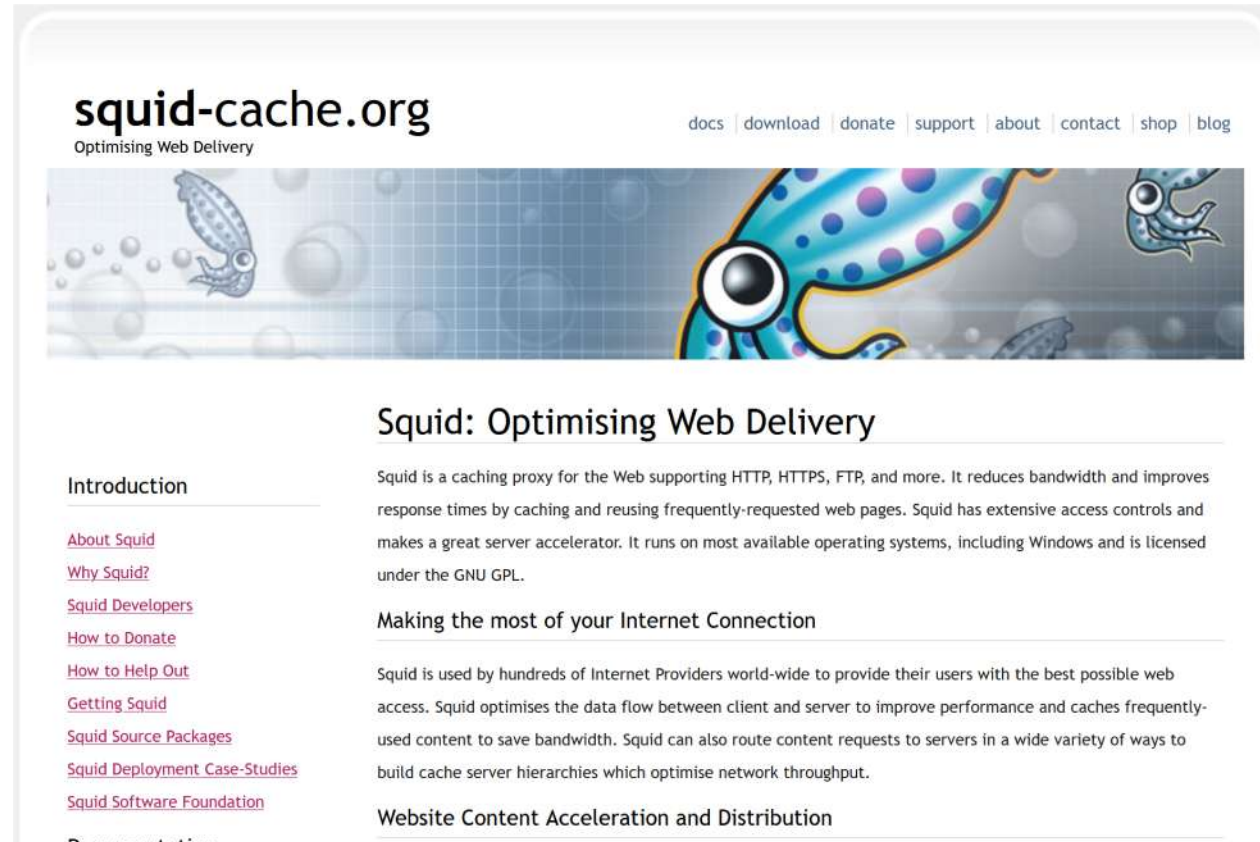 squid-cache.org
Optimising Web Delivery
docs download donate support about contact shop blog
Introduction
About Squid
Why Squid?
Squid Developers
How to Donate
How to Help Out
Getting Squid
Squid Source Packages
Squid Deployment Case-Studies
Squid Software Foundation
Squid: Optimising Web Delivery
Squid is a caching proxy for the Web supporting HTTP, HTTPS, FTP, and more. It reduces bandwidth and improves
response times by caching and reusing frequently-requested web pages. Squid has extensive access controls and
makes a great server accelerator. It runs on most available operating systems, including Windows and is licensed
under the GNU GPL.
Making the most of your Internet Connection
Squid is used by hundreds of Internet Providers world-wide to provide their users with the best possible web
access. Squid optimises the data flow between client and server to improve performance and caches frequently-
used content to save bandwidth. Squid can also route content requests to servers in a wide variety of ways to
build cache server hierarchies which optimise network throughput.
Website Content Acceleration and Distribution